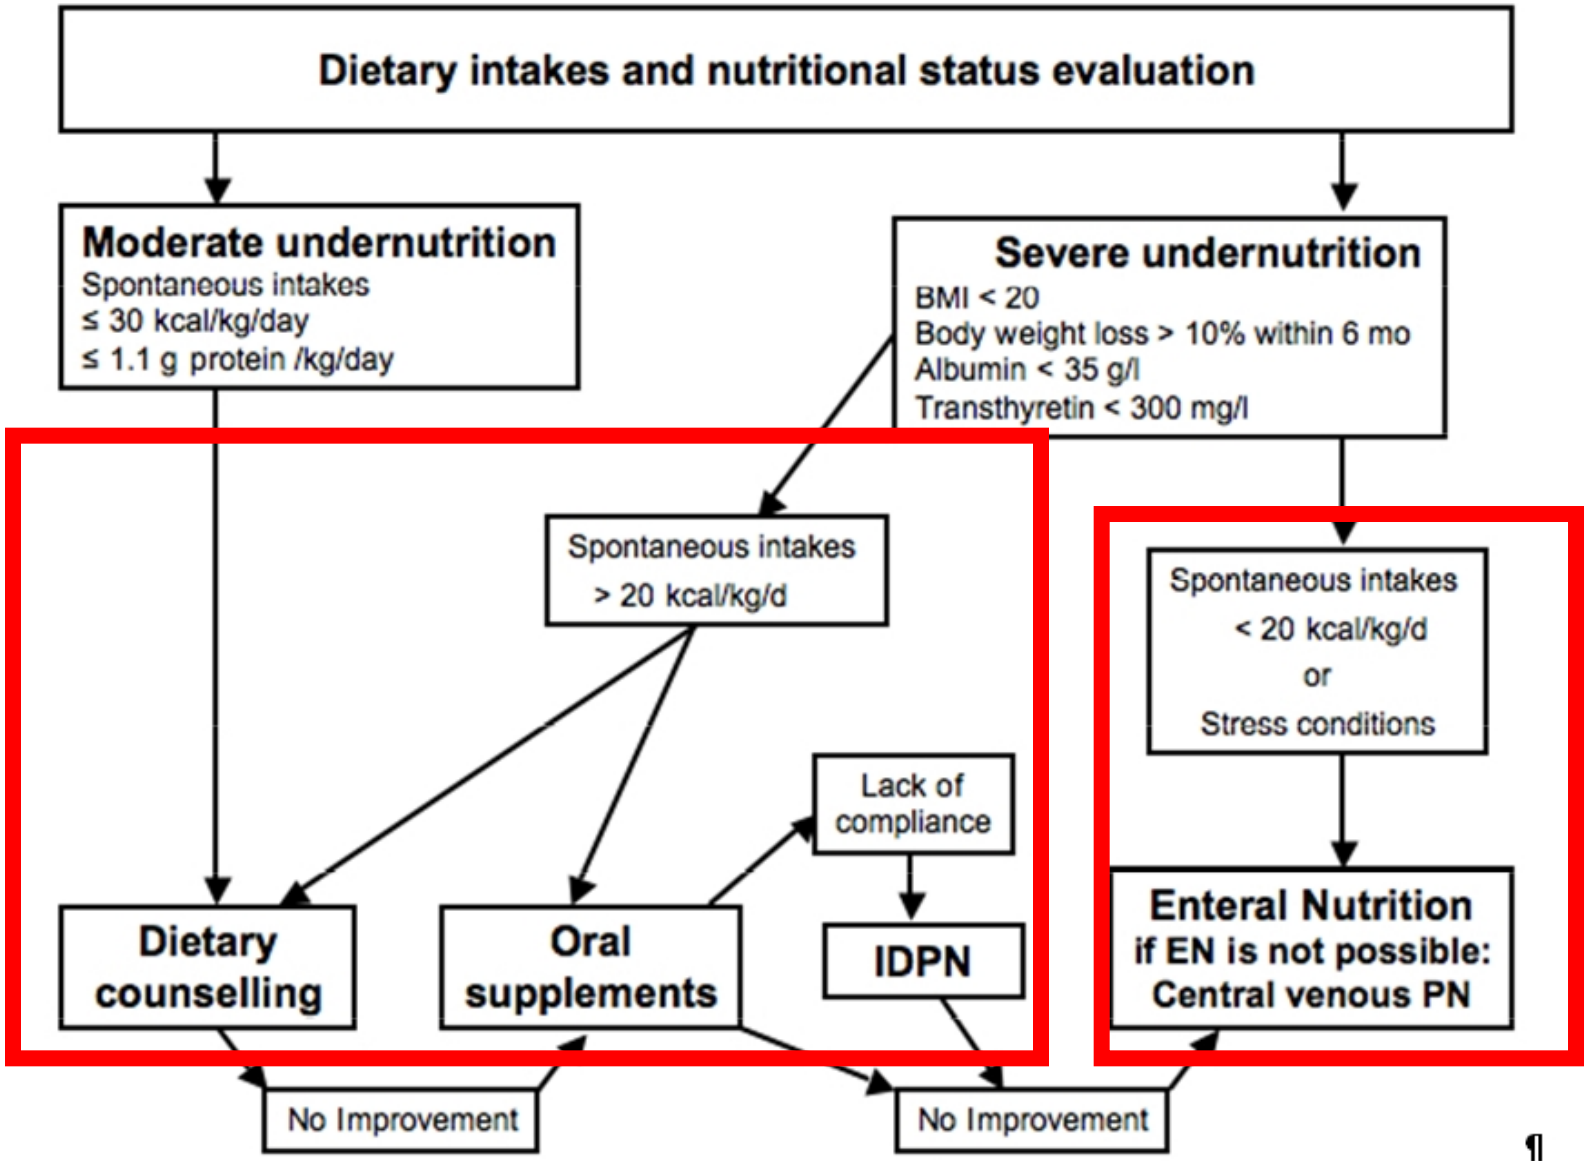 Dietary intakes and nutritional status evaluation
Moderate undernutrition
Spontaneous intakes
≤ 30 kcal/kg/day
≤ 1.1 g protein /kg/day
Severe undernutrition
BMI < 20
Body weight loss > 10% within 6 mo
Albumin < 35 g/l
Transthyretin < 300 mg/l
Spontaneous intakes
> 20 kcal/kg/d
Spontaneous intakes
< 20 kcal/kg/d
or
Stress conditions
Lack of
compliance
Dietary
counselling
Oral
supplements
IDPN
Enteral Nutrition
if EN is not possible:
Central venous PN
No Improvement
No Improvement
¶